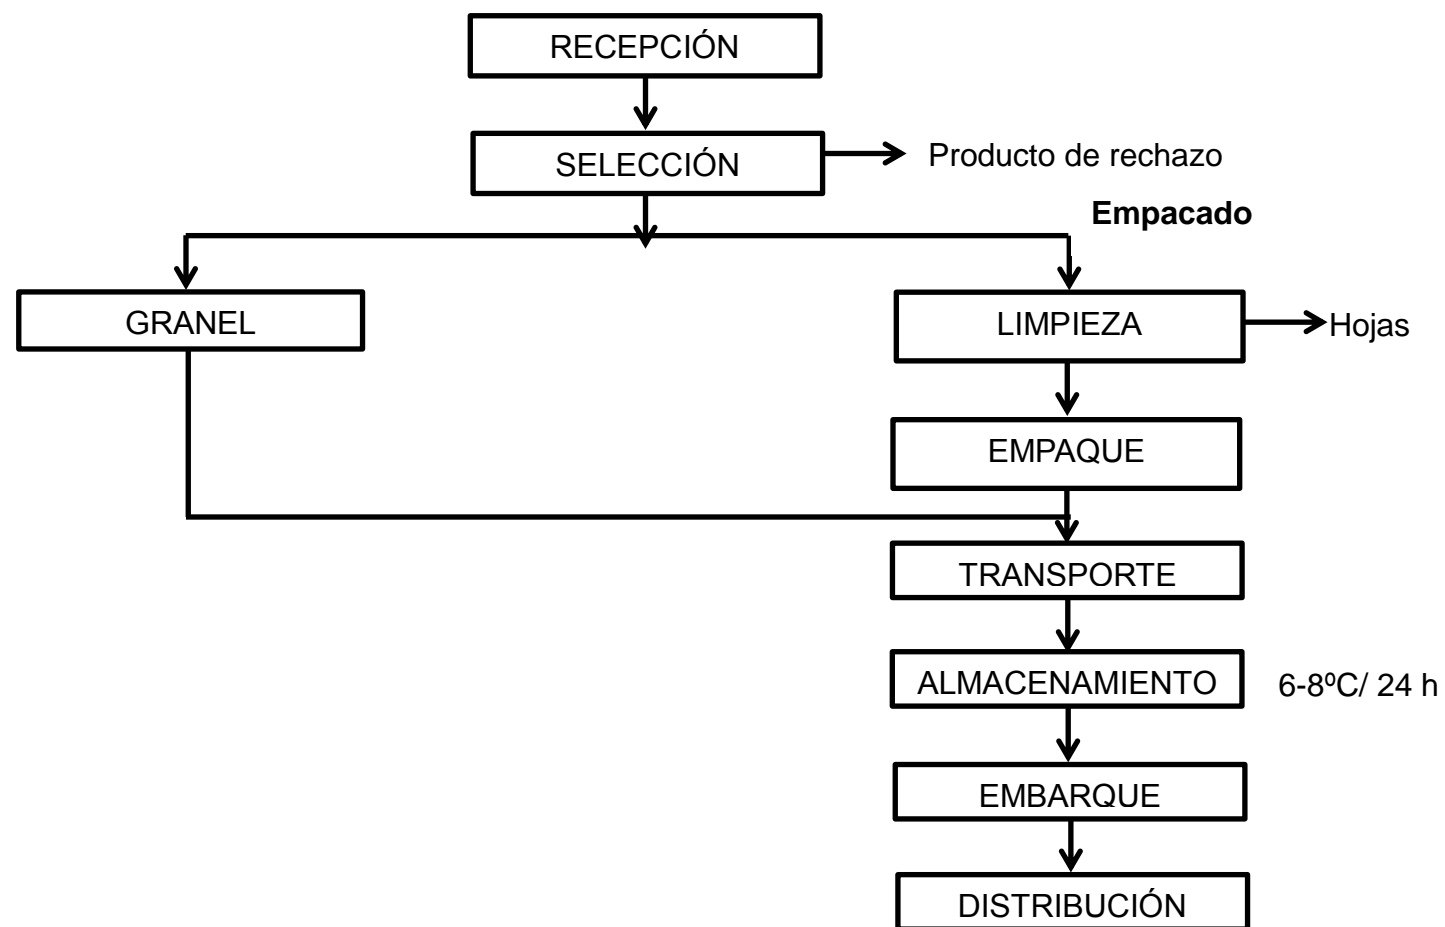 RECEPCIÓN
SELECCIÓN
Producto de rechazo
Empacado
GRANEL
LIMPIEZA
Hojas
EMPAQUE
TRANSPORTE
ALMACENAMIENTO
6-8ºC/ 24 h
EMBARQUE
DISTRIBUCIÓN